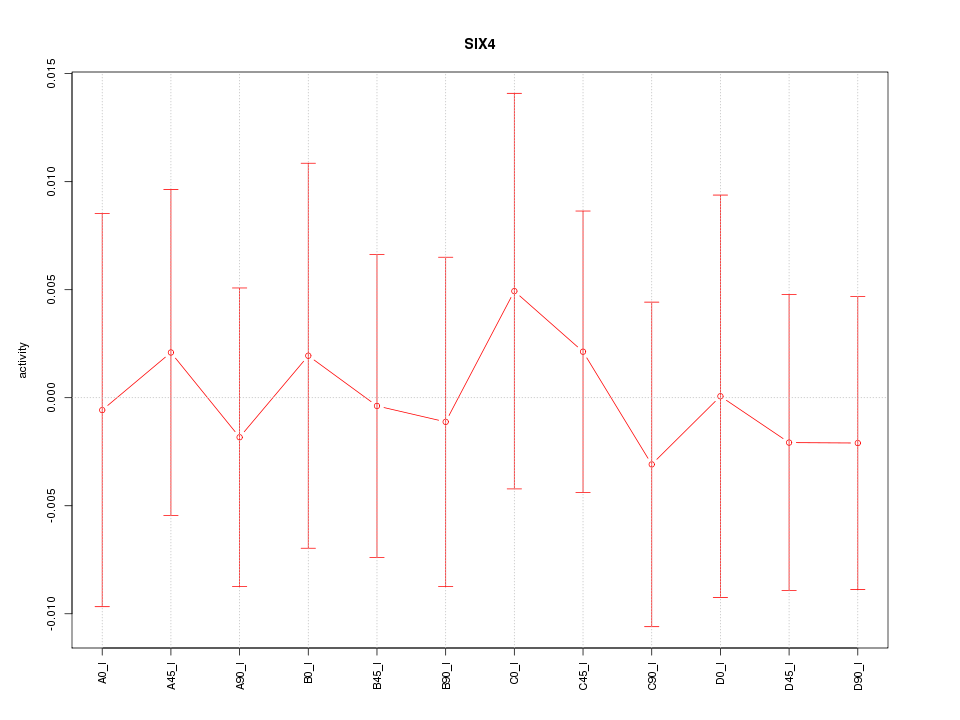 SIX4
0.015
0.010
0.005
0.000
-0.005
-0.010
activity
A0_I
A45_I
A90_I
B0_I
B45_I
B90_I
C0_I
C45_I
C90_I
D0_I
D45_I
D90_I